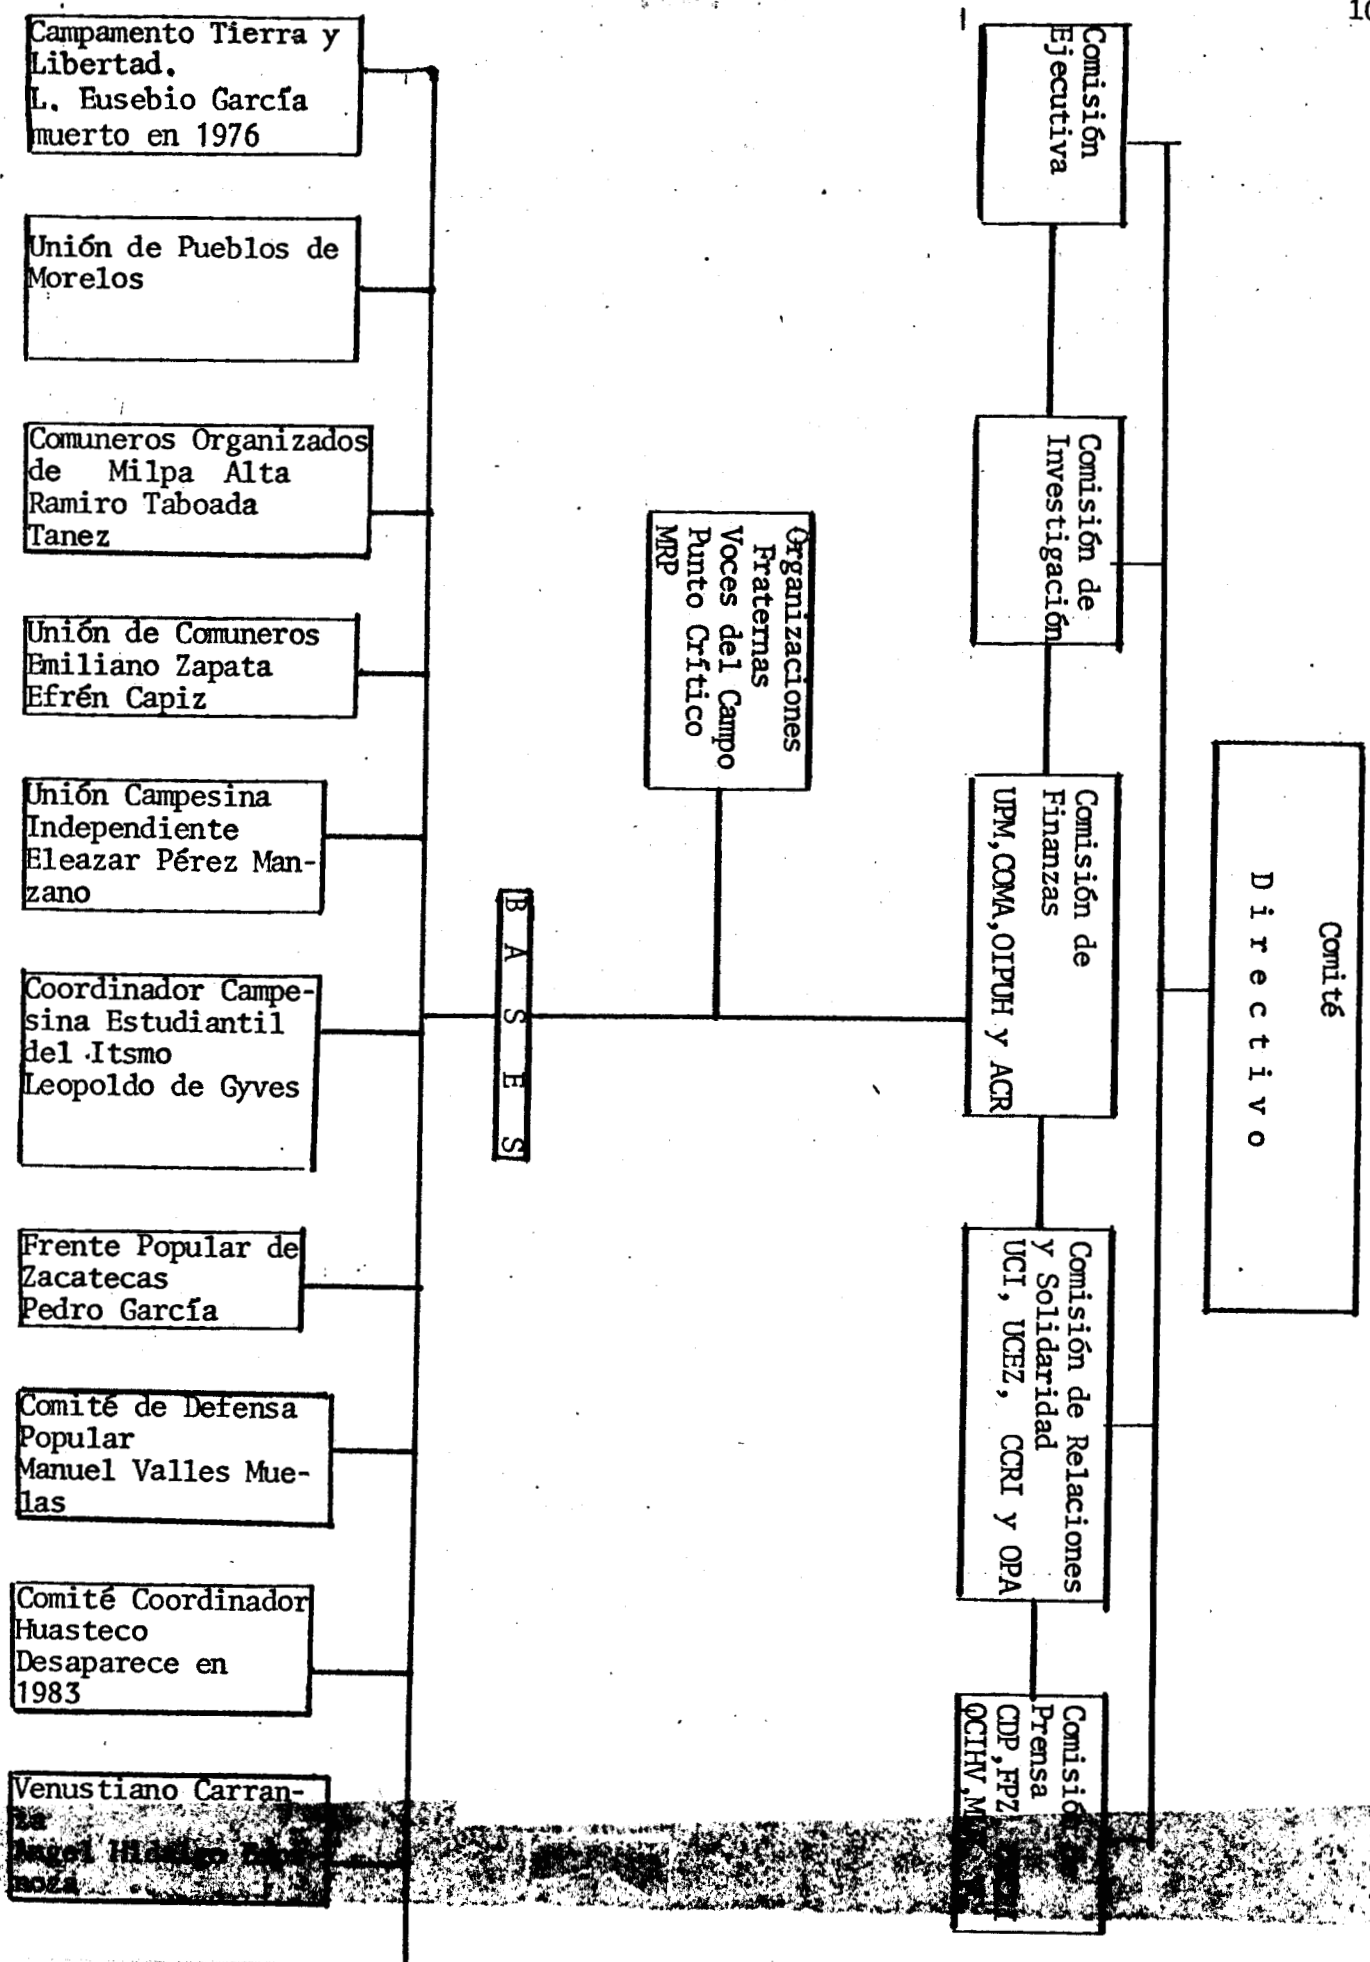 10
Comité
Directivo
Comisión
Ejecutiva
Comisión de
Investigación
Comisión de
Finanzas
UPM,COMA,OIPUH y ACR
Comisión de Relaciones
y Solidaridad
UCI, UCEZ, CCRI y OPA
Comisión
Prensa
CDP,FPZ
OCIHV,
Organizaciones
Fraternas
Voces del Campo
Punto Crítico
MRP
BASES
Campamento Tierra y
Libertad.
L. Eusebio García
muerto en 1976
Unión de Pueblos de
Morelos
Comuneros Organizados
de Milpa Alta
Ramiro Taboada
Tanez
Unión de Comuneros
Emiliano Zapata
Efrén Capiz
Unión Campesina
Independiente
Eleazar Pérez Man-
zano
Coordinador Campe-
sina Estudiantil
del Itsmo
Leopoldo de Gyves
Frente Popular de
Zacatecas
Pedro García
Comité de Defensa
Popular
Manuel Valles Mue-
las
Comité Coordinador
Huasteco
Desaparece en
1983
Venustiano Carran-
za
Angel Hidalgo
noza